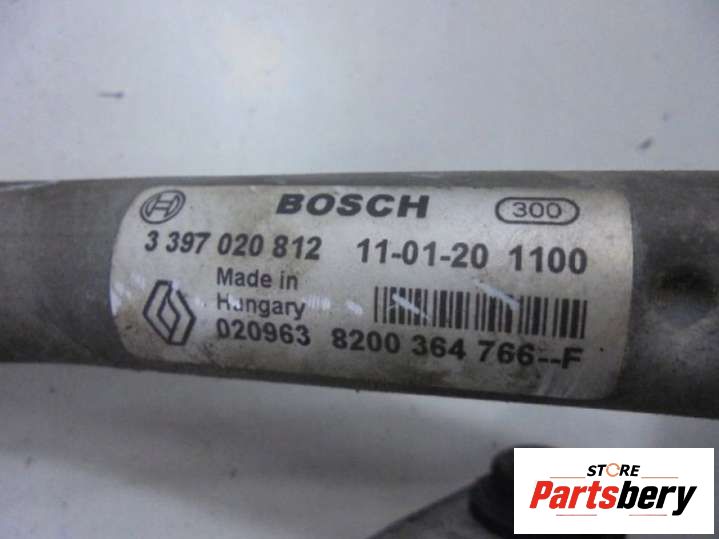 BOSCH 300
3 397 020 812 11-01-20 1100
Made in
Hungary
020963 8200 364 766--F
STORE
Partsbery